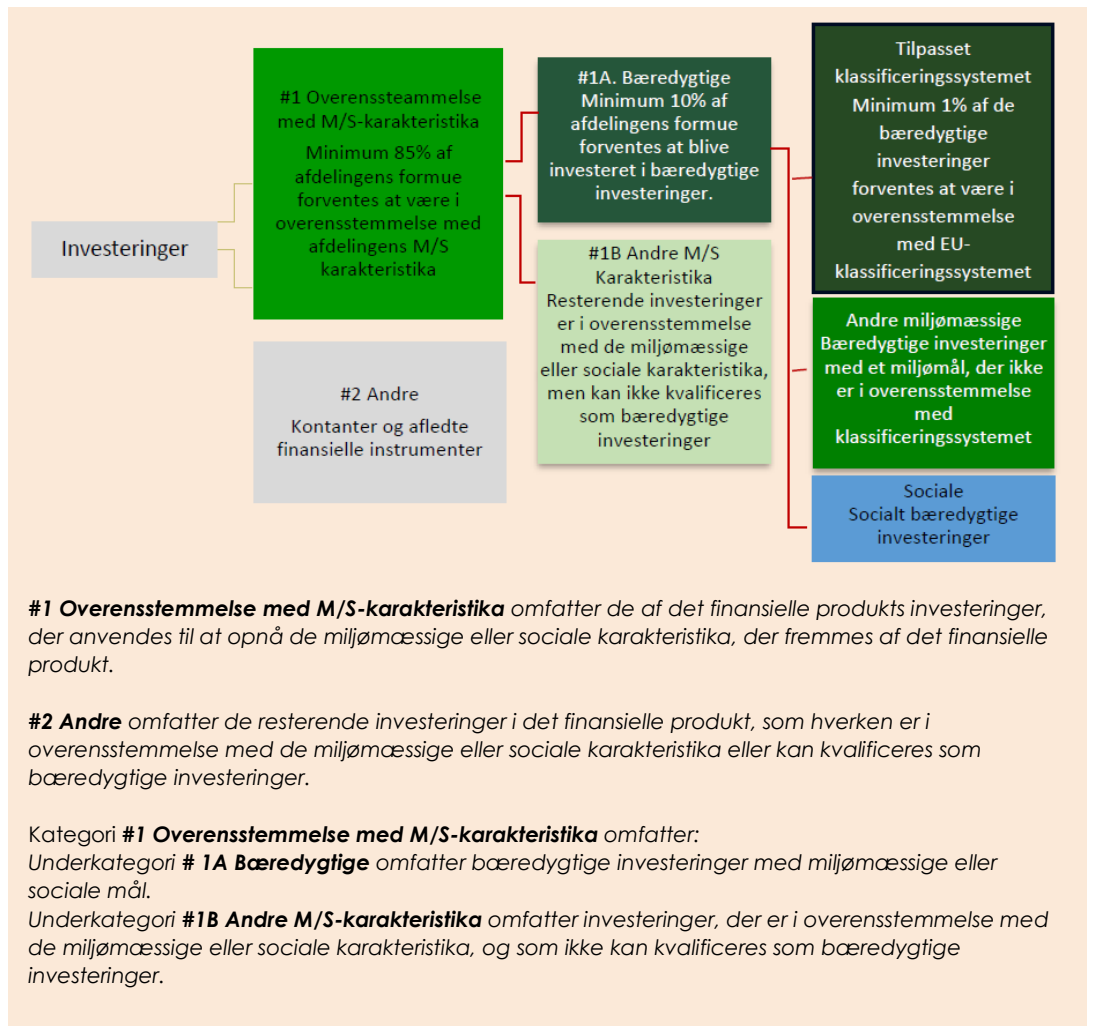 Investeringer
#1 Overenssteammelse
med M/S-karakteristika
Minimum 85% af
afdelingens formue
forventes at være i
overensstemmelse med
afdelingens M/S
karakteristika
#2 Andre
Kontanter og afledte
finansielle instrumenter
#1A. Bæredygtige
Minimum 10% af
afdelingens formue
forventes at blive
investeret i bæredygtige
investeringer.
#1B Andre M/S
Karakteristika
Resterende investeringer
er i overensstemmelse
med de miljømæssige
eller sociale karakteristika,
men kan ikke kvalificeres
som bæredygtige
investeringer
Tilpasset
klassificeringssystemet
Minimum 1% af de
bæredygtige
investeringer
forventes at være i
overensstemmelse
med EU-
klassificeringssystemet
Andre miljømæssige
Bæredygtige investeringer
med et miljømål, der ikke
er i overensstemmelse
med
klassificeringssystemet
Sociale
Socialt bæredygtige
investeringer
#1 Overensstemmelse med M/S-karakteristika omfatter de af det finansielle produkts investeringer,
der anvendes til at opnå de miljømæssige eller sociale karakteristika, der fremmes af det finansielle
produkt.
#2 Andre omfatter de resterende investeringer i det finansielle produkt, som hverken er i
overensstemmelse med de miljømæssige eller sociale karakteristika eller kan kvalificeres som
bæredygtige investeringer.
Kategori #1 Overensstemmelse med M/S-karakteristika omfatter:
Underkategori # 1A Bæredygtige omfatter bæredygtige investeringer med miljømæssige eller
sociale mål.
Underkategori #1B Andre M/S-karakteristika omfatter investeringer, der er i overensstemmelse med
de miljømæssige eller sociale karakteristika, og som ikke kan kvalificeres som bæredygtige
investeringer.